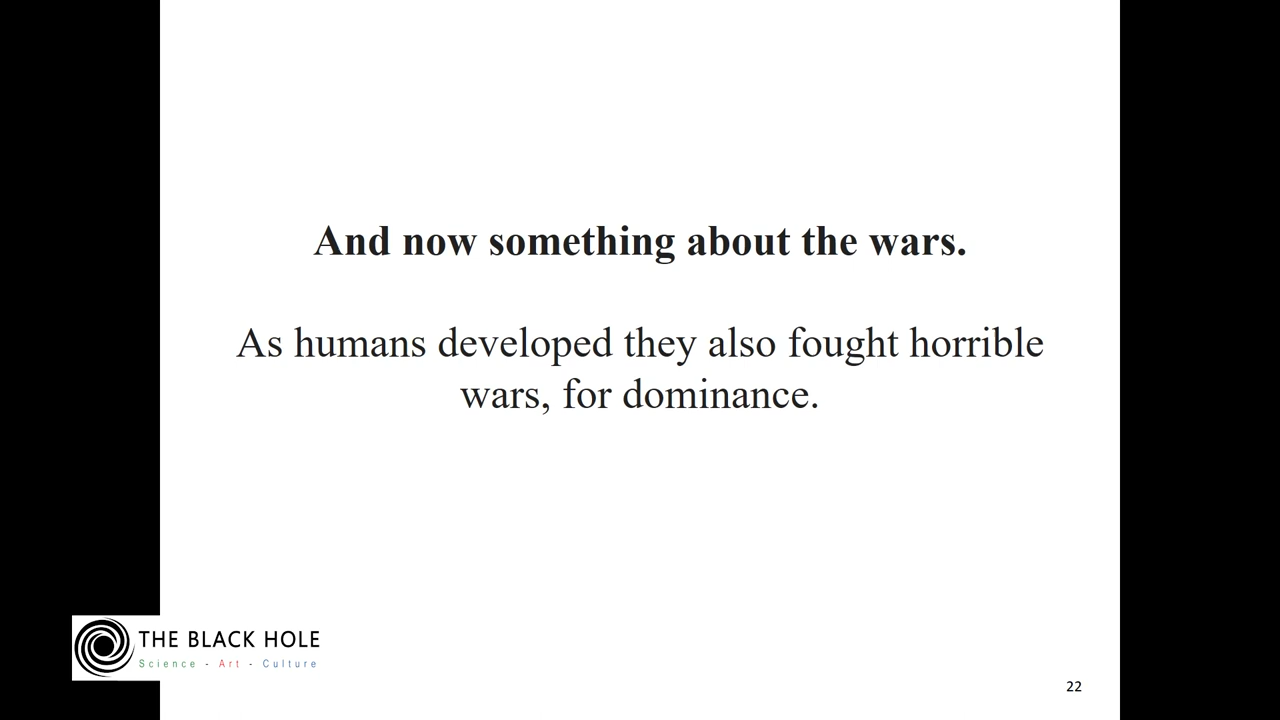 And now something about the wars.
As humans developed they also fought horrible
wars, for dominance.
THE BLACK HOLE
Science - Art - Culture
22